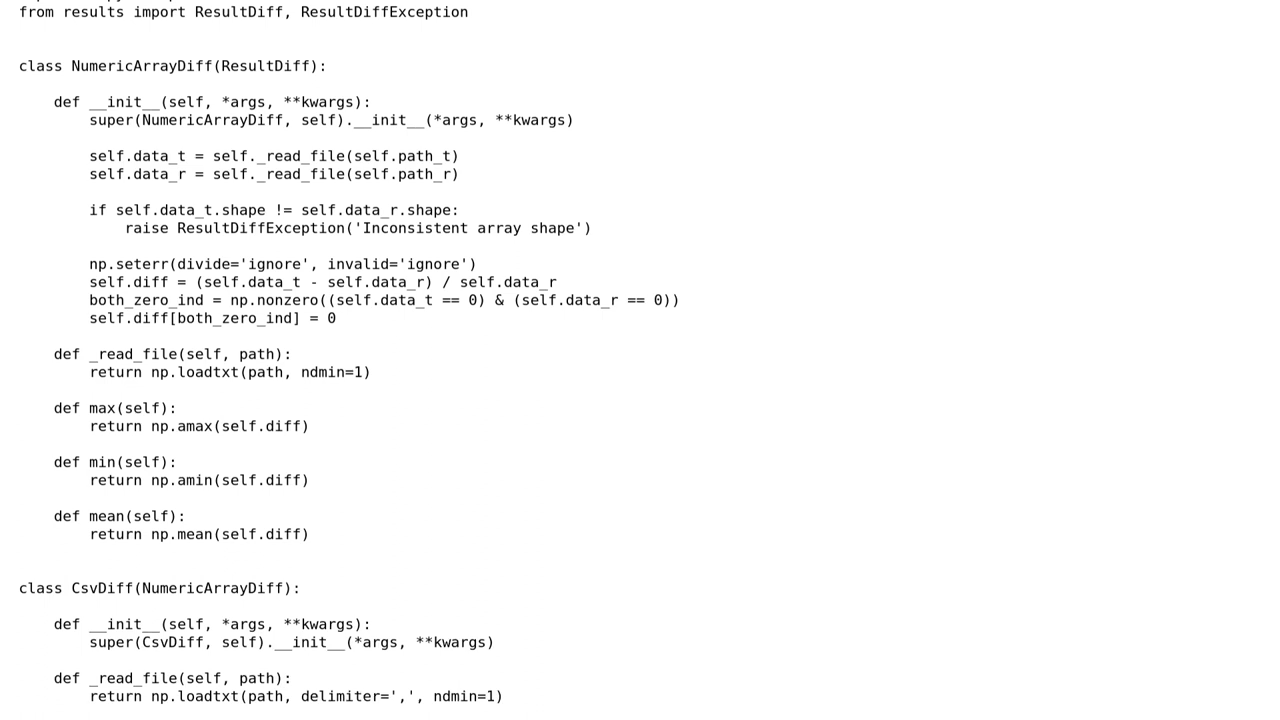 from results import ResultDiff, ResultDiffException
class NumericArrayDiff(ResultDiff):
    def __init__(self, *args, **kwargs):
        super(NumericArrayDiff, self).__init__(*args, **kwargs)
        self.data_t = self._read_file(self.path_t)
        self.data_r = self._read_file(self.path_r)
        if self.data_t.shape != self.data_r.shape:
            raise ResultDiffException('Inconsistent array shape')
        np.seterr(divide='ignore', invalid='ignore')
        self.diff = (self.data_t - self.data_r) / self.data_r
        both_zero_ind = np.nonzero((self.data_t == 0) & (self.data_r == 0))
        self.diff[both_zero_ind] = 0
    def _read_file(self, path):
        return np.loadtxt(path, ndmin=1)
    def max(self):
        return np.amax(self.diff)
    def min(self):
        return np.amin(self.diff)
    def mean(self):
        return np.mean(self.diff)
class CsvDiff(NumericArrayDiff):
    def __init__(self, *args, **kwargs):
        super(CsvDiff, self).__init__(*args, **kwargs)
    def _read_file(self, path):
        return np.loadtxt(path, delimiter=',', ndmin=1)